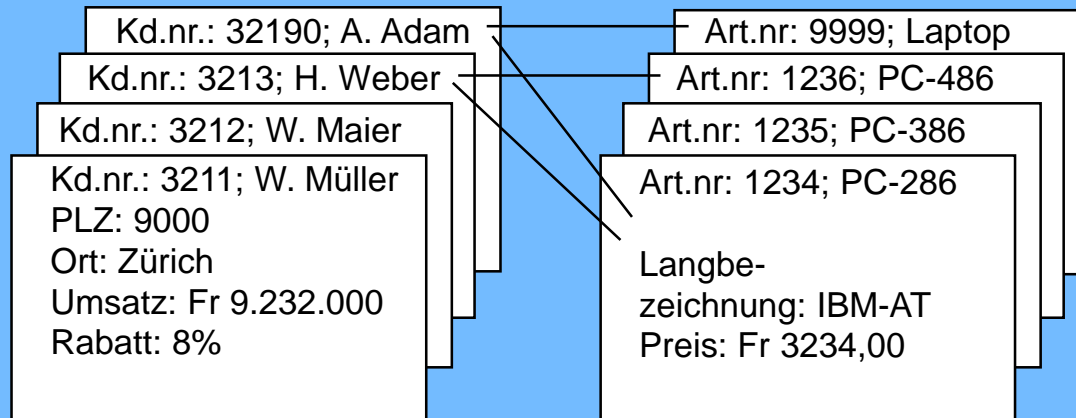 Kd.nr.: 32190; A. Adam
Kd.nr.: 3213; H. Weber
Kd.nr.: 3212; W. Maier
Kd.nr.: 3211; W. Müller
PLZ: 9000
Ort: Zürich
Umsatz: Fr 9.232.000
Rabatt: 8%
Art.nr: 9999; Laptop
Art.nr: 1236; PC-486
Art.nr: 1235; PC-386
Art.nr: 1234; PC-286
Langbe-
zeichnung: IBM-AT
Preis: Fr 3234,00